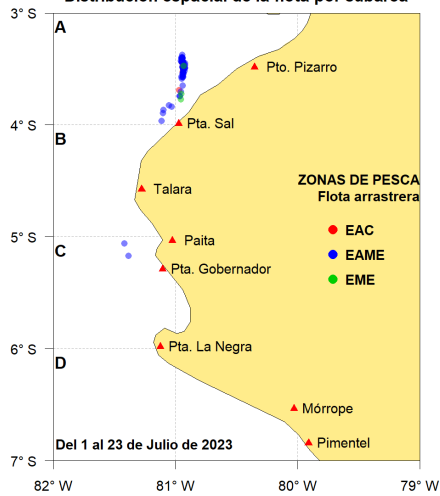 Distribución espacial de la flota por subárea
3° S
A
Pto. Pizarro
4° S
Pta. Sal
B
ZONAS DE PESCA
Talara
Flota arrastrera
EAC
5° S
Paita
C
EAME
Pta. Gobernador
EME
6° S
Pta. La Negra
D
Mórrope
Del 1 al 23 de Julio de 2023
Pimentel
7° S
82° W
81° W
80° W
79° W